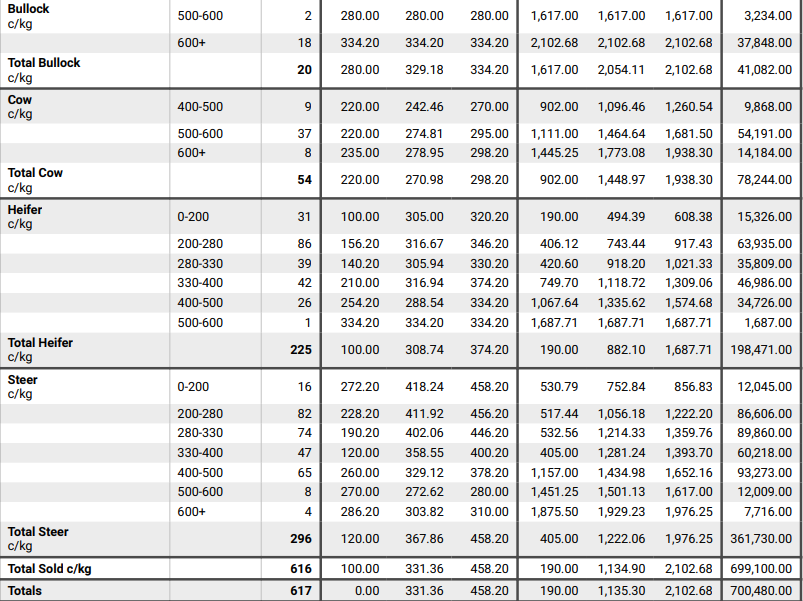 Bullock
c/kg 500-600 2 280.00 280.00 280.00 1,617.00 1,617.00 1,617.00 3,234.00
600+ 18 334.20 334.20 334.20 2,102.68 2,102.68 2,102.68 37,848.00
Total Bullock
c/kg 20 280.00 329.18 334.20 1,617.00 2,054.11 2,102.68 41,082.00
Cow
c/kg 400-500 9 220.00 242.46 270.00 902.00 1,096.46 1,260.54 9,868.00
500-600 37 220.00 274.81 295.00 1,111.00 1,464.64 1,681.50 54,191.00
600+ 8 235.00 278.95 298.20 1,445.25 1,773.08 1,938.30 14,184.00
Total Cow
c/kg 54 220.00 270.98 298.20 902.00 1,448.97 1,938.30 78,244.00
Heifer
c/kg 0-200 31 100.00 305.00 320.20 190.00 494.39 608.38 15,326.00
200-280 86 156.20 316.67 346.20 406.12 743.44 917.43 63,935.00
280-330 39 140.20 305.94 330.20 420.60 918.20 1,021.33 35,809.00
330-400 42 210.00 316.94 374.20 749.70 1,118.72 1,309.06 46,986.00
400-500 26 254.20 288.54 334.20 1,067.64 1,335.62 1,574.68 34,726.00
500-600 1 334.20 334.20 334.20 1,687.71 1,687.71 1,687.71 1,687.00
Total Heifer
c/kg 225 100.00 308.74 374.20 190.00 882.10 1,687.71 198,471.00
Steer
c/kg 0-200 16 272.20 418.24 458.20 530.79 752.84 856.83 12,045.00
200-280 82 228.20 411.92 456.20 517.44 1,056.18 1,222.20 86,606.00
280-330 74 190.20 402.06 446.20 532.56 1,214.33 1,359.76 89,860.00
330-400 47 120.00 358.55 400.20 405.00 1,281.24 1,393.70 60,218.00
400-500 65 260.00 329.12 378.20 1,157.00 1,434.98 1,652.16 93,273.00
500-600 8 270.00 272.62 280.00 1,451.25 1,501.13 1,617.00 12,009.00
600+ 4 286.20 303.82 310.00 1,875.50 1,929.23 1,976.25 7,716.00
Total Steer
c/kg 296 120.00 367.86 458.20 405.00 1,222.06 1,976.25 361,730.00
Total Sold c/kg 616 100.00 331.36 458.20 190.00 1,134.90 2,102.68 699,100.00
Totals 617 0.00 331.36 458.20 190.00 1,135.30 2,102.68 700,480.00